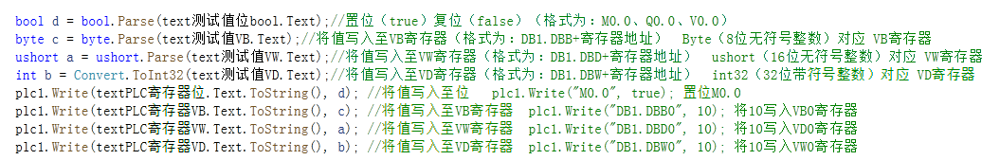 bool d = bool.Parse(text测试值位bool.Text);//置位（true）复位（false）（格式为：M0.0、Q0.0、V0.0）
byte c = byte.Parse(text测试值VB.Text);//将值写入至VB寄存器（格式为：DB1.DBB+寄存器地址）  Byte（8位无符号整数）对应 VB寄存器
ushort a = ushort.Parse(text测试值VW.Text);//将值写入至VW寄存器（格式为：DB1.DBD+寄存器地址）  ushort（16位无符号整数）对应 VW寄存器
int b = Convert.ToInt32(text测试值VD.Text);//将值写入至VD寄存器（格式为：DB1.DBW+寄存器地址）  int32（32位带符号整数）对应 VD寄存器
plc1.Write(textPLC寄存器位.Text.ToString(), d); //将值写入至位   plc1.Write("M0.0", true); 置位M0.0
plc1.Write(textPLC寄存器VB.Text.ToString(), c); //将值写入至VB寄存器  plc1.Write("DB1.DBB0", 10); 将10写入VB0寄存器
plc1.Write(textPLC寄存器VW.Text.ToString(), a); //将值写入至VW寄存器  plc1.Write("DB1.DBD0", 10); 将10写入VD0寄存器
plc1.Write(textPLC寄存器VD.Text.ToString(), b); //将值写入至VD寄存器  plc1.Write("DB1.DBW0", 10); 将10写入VW0寄存器